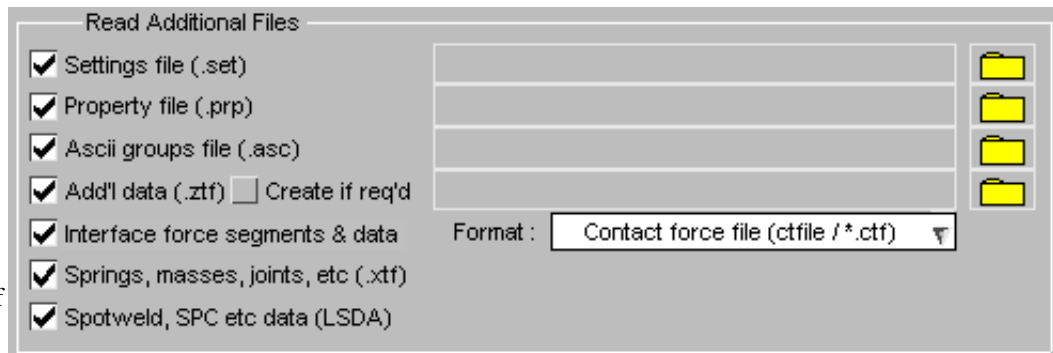 Read Additional Files
Settings file (.set)
Property file (.prp)
Ascii groups file (.asc)
Add'l data (.ztf) Create if req'd
Interface force segments & data Format : Contact force file (ctfile / *.ctf)
Springs, masses, joints, etc (.xtf)
Spotweld, SPC etc data (LSDA)